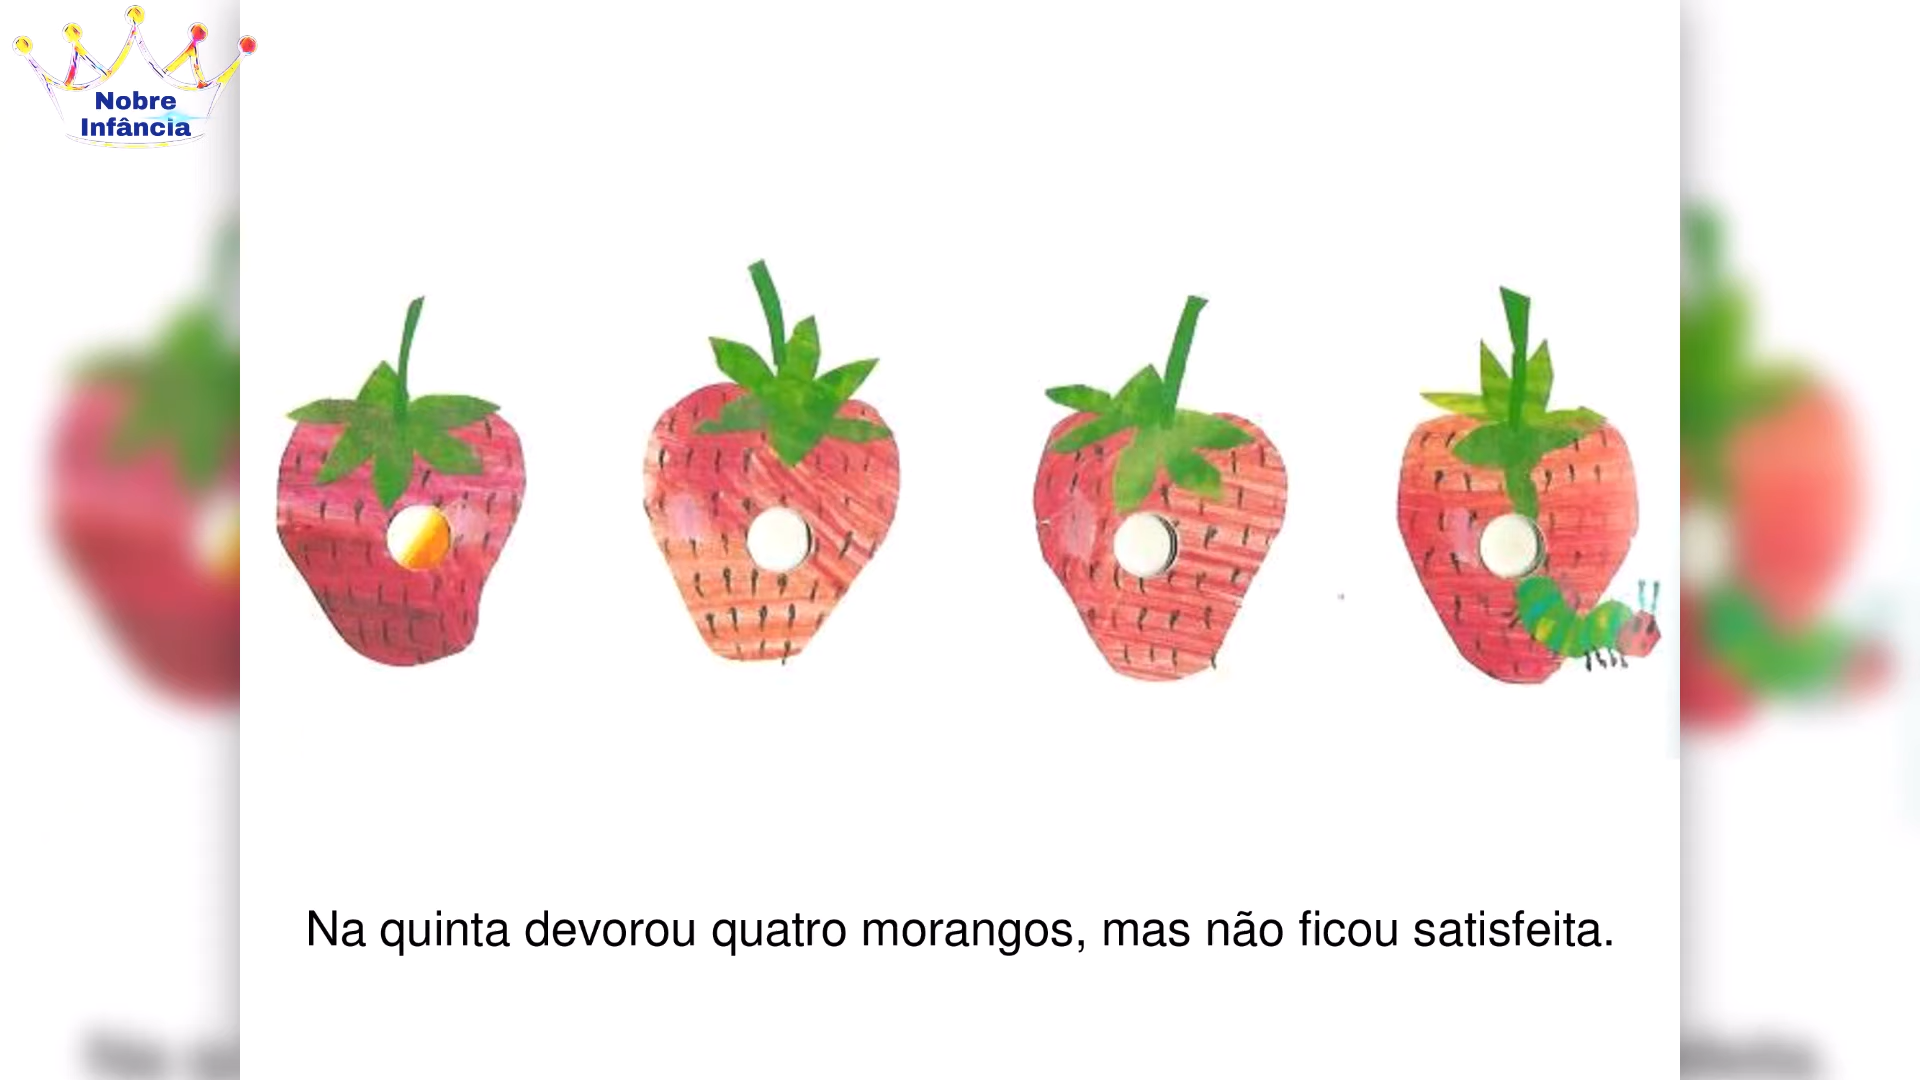 Nobre
Infância
Na quinta devorou quatro morangos, mas não ficou satisfeita.